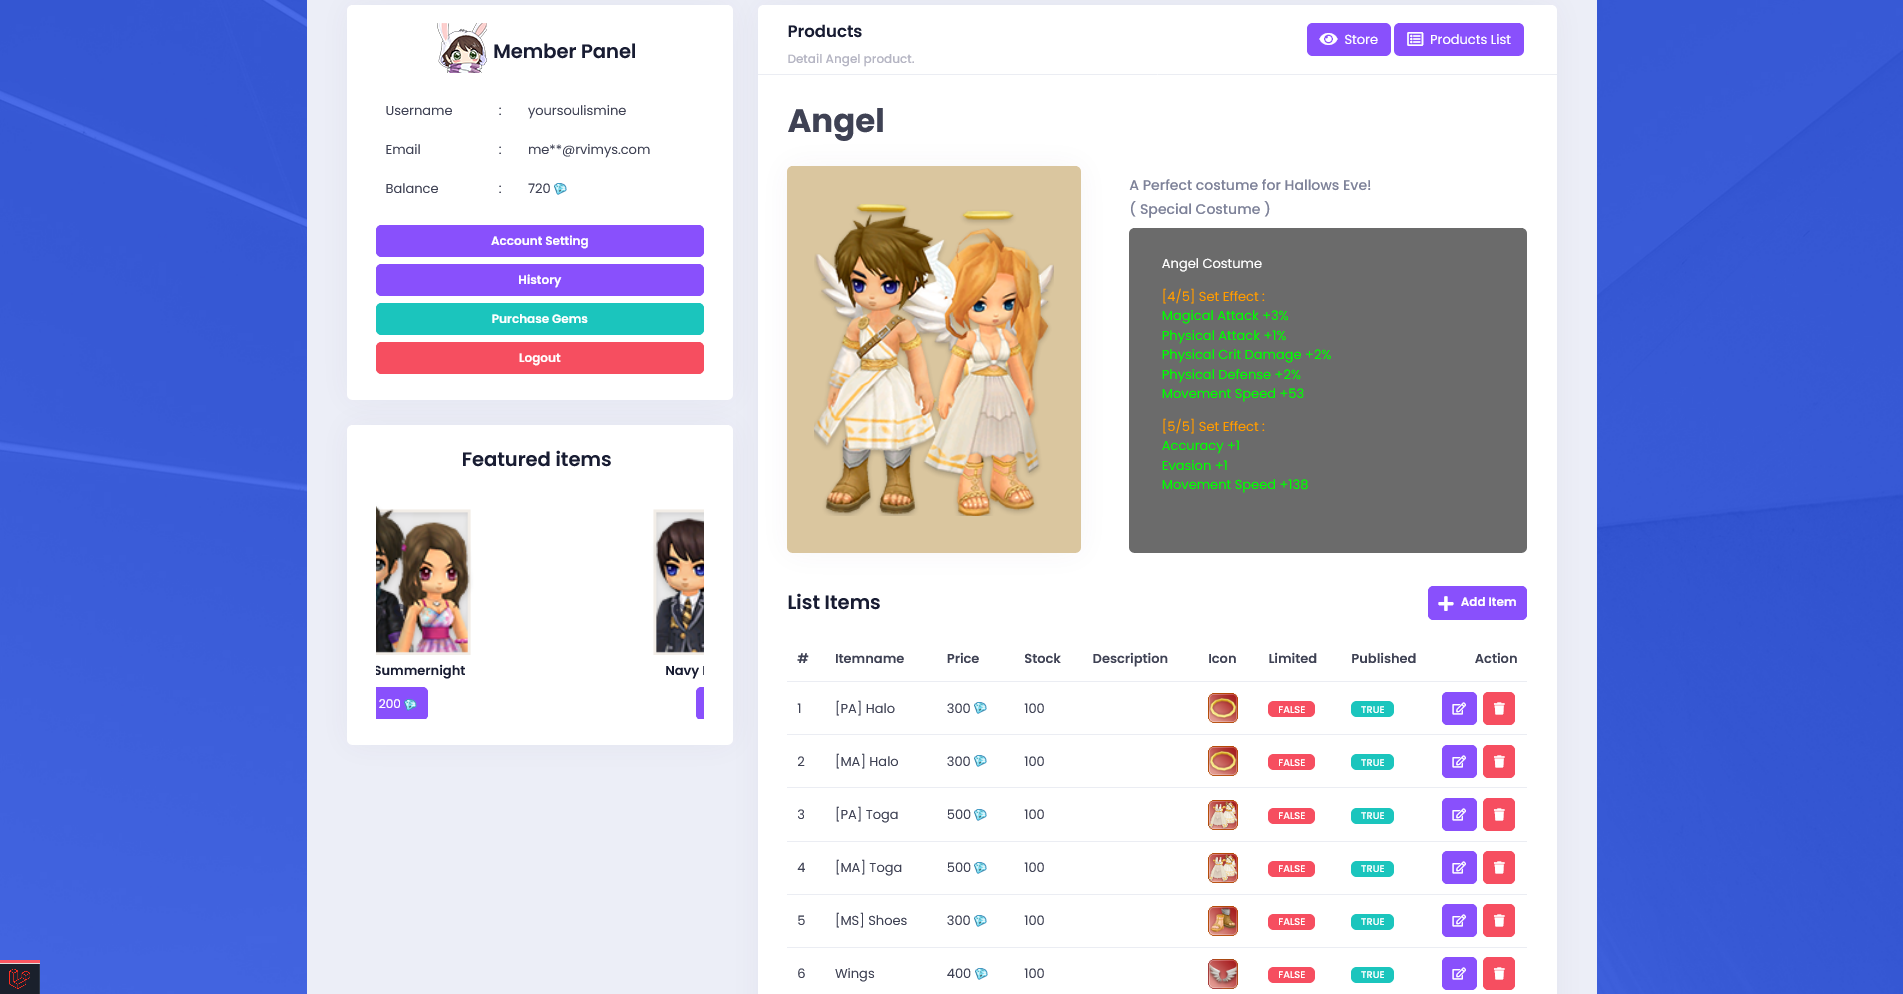 Member Panel
Username : yoursoulismine
Email : me**@rvimys.com
Balance : 720
Account Setting
History
Purchase Gems
Logout
Featured items
Summernight
200
Navy
Products
Detail Angel product.
Store
Products List
Angel
A Perfect costume for Hallows Eve!
( Special Costume )
Angel Costume
[4/5] Set Effect :
Magical Attack +3%
Physical Attack +1%
Physical Crit Damage +2%
Physical Defense +2%
Movement Speed +53
[5/5] Set Effect :
Accuracy +1
Evasion +1
Movement Speed +138
List Items
Add Item
# Itemname Price Stock Description Icon Limited Published Action
1 [PA] Halo 300 100 FALSE TRUE
2 [MA] Halo 300 100 FALSE TRUE
3 [PA] Toga 500 100 FALSE TRUE
4 [MA] Toga 500 100 FALSE TRUE
5 [MS] Shoes 300 100 FALSE TRUE
6 Wings 400 100 FALSE TRUE